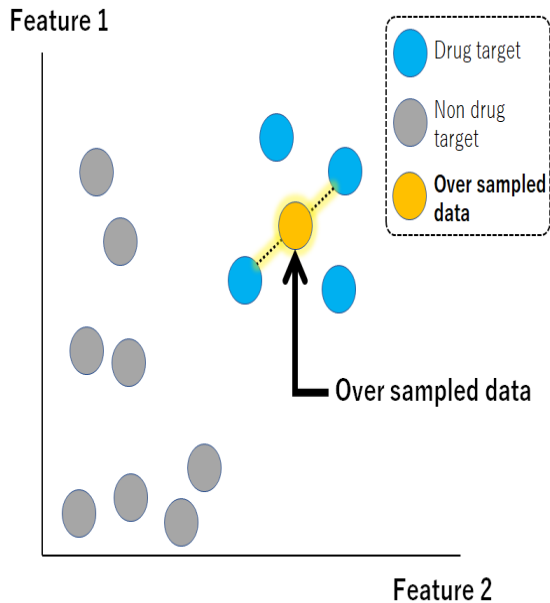 Feature 1
Drug target
Non drug
target
Over sampled
data
Over sampled data
Feature 2